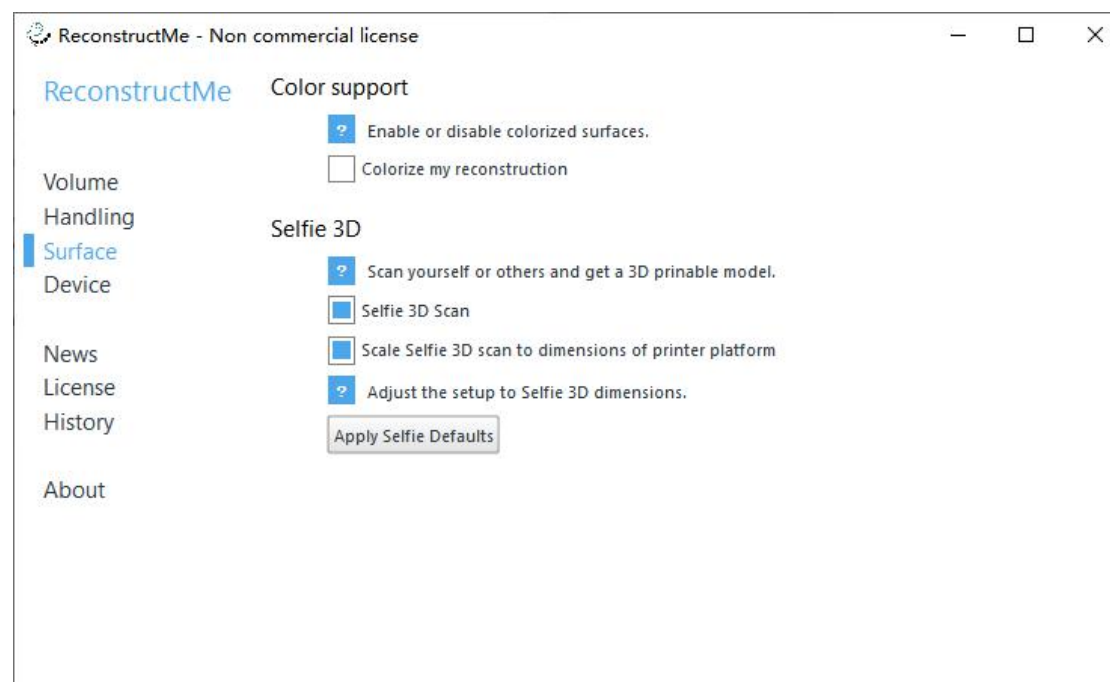 ReconstructMe - Non commercial license
ReconstructMe
Volume
Handling
Surface
Device
News
License
History
About
Color support
? Enable or disable colorized surfaces.
Colorize my reconstruction
Selfie 3D
? Scan yourself or others and get a 3D prinable model.
Selfie 3D Scan
Scale Selfie 3D scan to dimensions of printer platform
? Adjust the setup to Selfie 3D dimensions.
Apply Selfie Defaults